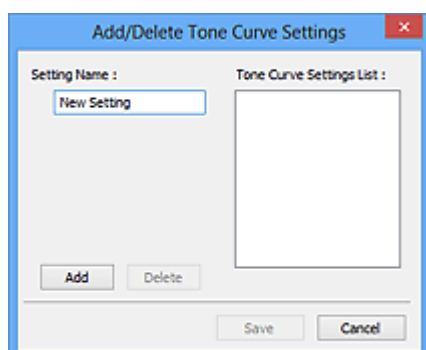 Add/Delete Tone Curve Settings
Setting Name :
Tone Curve Settings List :
New Setting
Add
Delete
Save
Cancel